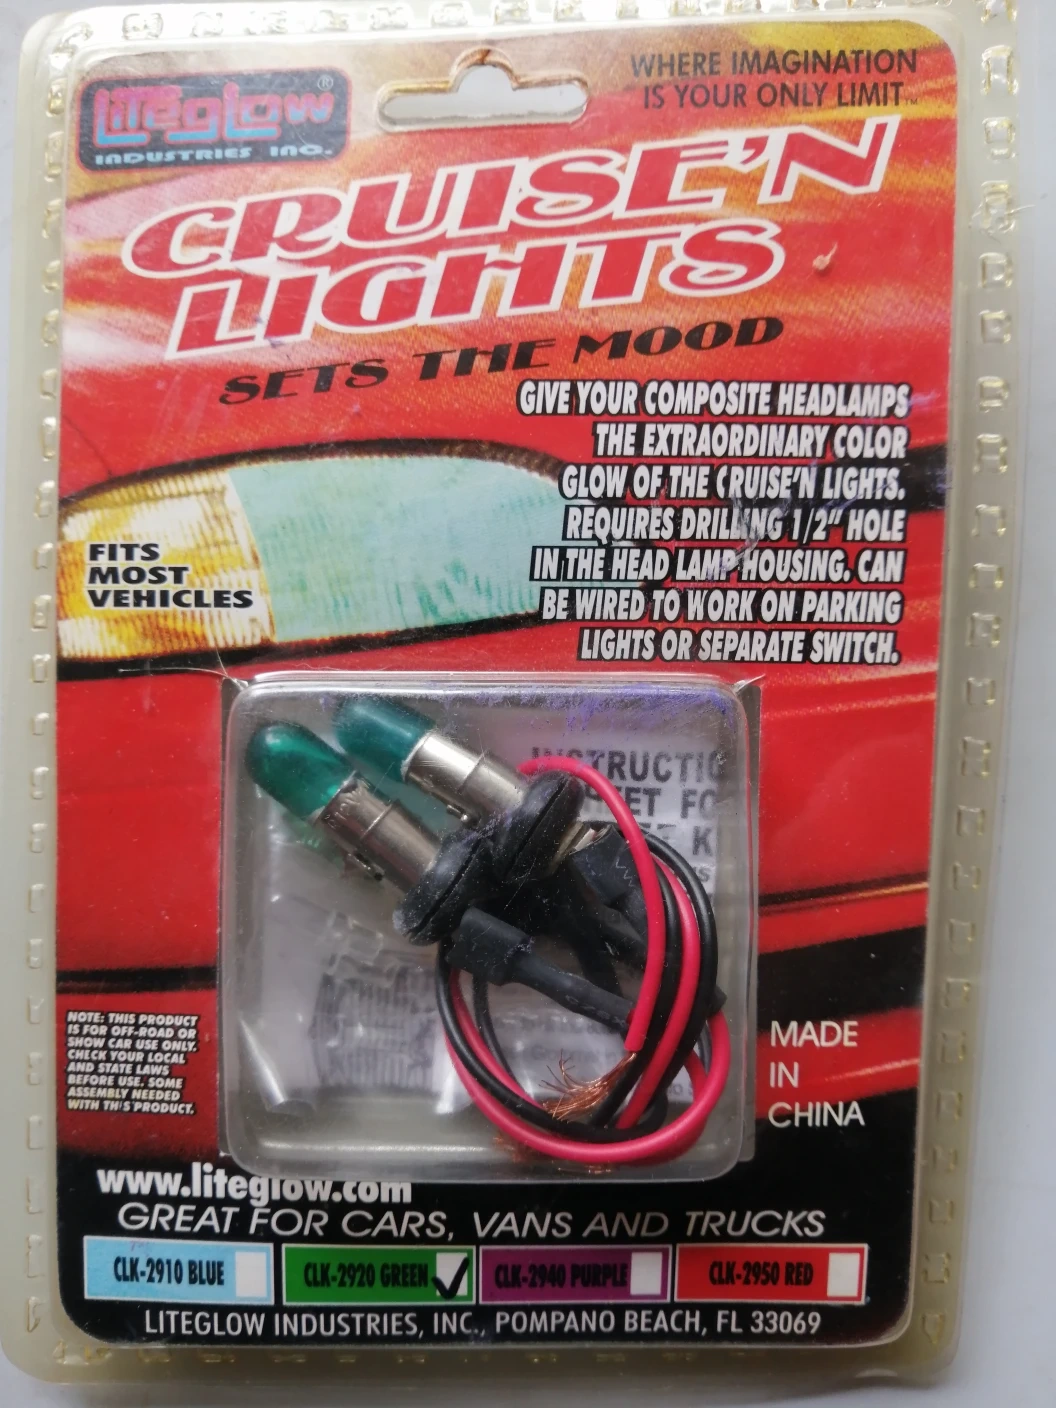 Liteglow®
INDUSTRIES INC.
WHERE IMAGINATION
IS YOUR ONLY LIMIT™
CRUISE'N
LIGHTS
SETS THE MOOD
GIVE YOUR COMPOSITE HEADLAMPS
THE EXTRAORDINARY COLOR
GLOW OF THE CRUISE'N LIGHTS.
REQUIRES DRILLING 1/2" HOLE
IN THE HEAD LAMP HOUSING. CAN
BE WIRED TO WORK ON PARKING
LIGHTS OR SEPARATE SWITCH.
FITS
MOST
VEHICLES
INSTRUCTIO
HEET FO
K
NOTE: THIS PRODUCT
IS FOR OFF-ROAD OR
SHOW CAR USE ONLY.
CHECK YOUR LOCAL
AND STATE LAWS
BEFORE USE. SOME
ASSEMBLY NEEDED
WITH THIS PRODUCT.
MADE
IN
CHINA
www.liteglow.com
GREAT FOR CARS, VANS AND TRUCKS
CLK-2910 BLUE CLK-2920 GREEN CLK-2940 PURPLE CLK-2950 RED
LITEGLOW INDUSTRIES, INC., POMPANO BEACH, FL 33069